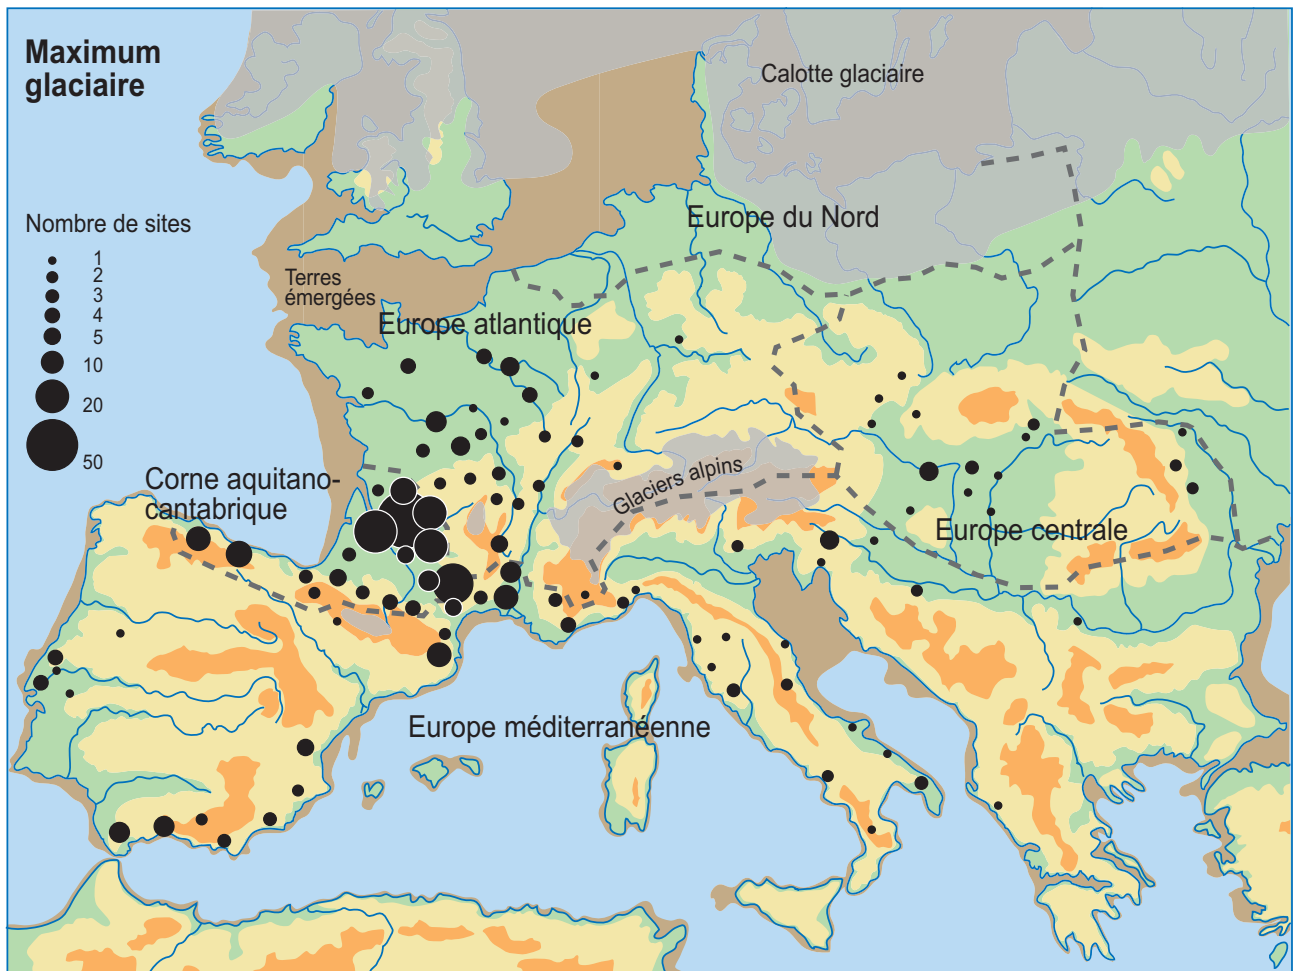 Maximum
glaciaire
Calotte glaciaire
Nombre de sites
1
2
3
4
5
10
20
50
Europe du Nord
Terres
émergées
Europe atlantique
Corne aquitano-
cantabrique
Glaciers alpins
Europe centrale
Europe méditerranéenne